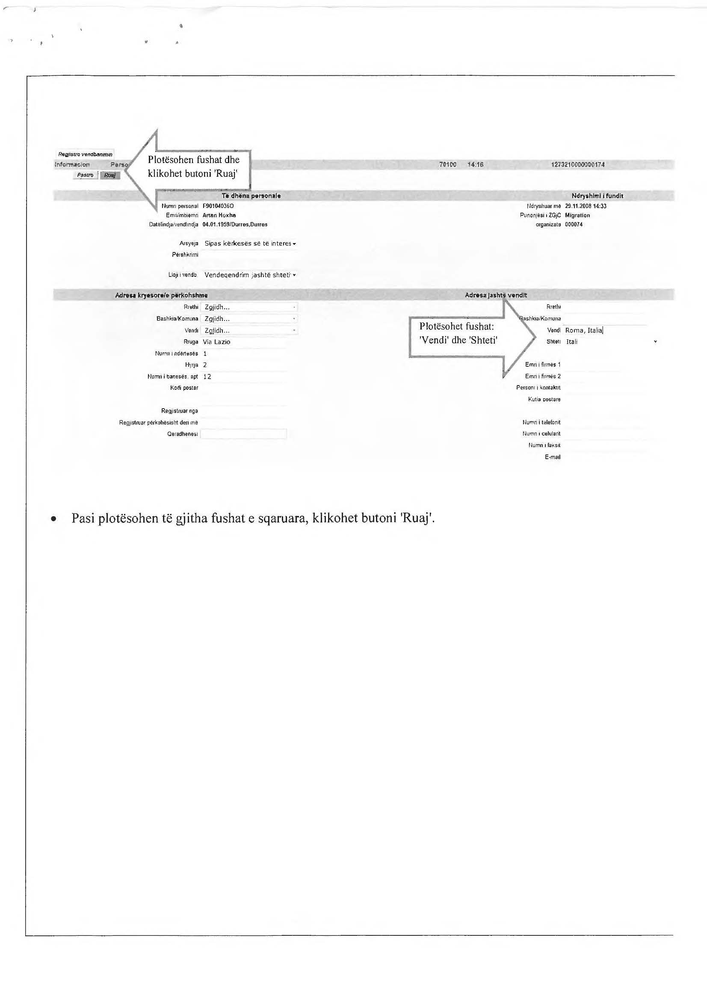 Regjistro vendbanimin
Informacion Perso 70100 14:16 1273210000000174
Pastro Ruaj
Plotësohen fushat dhe
klikohet butoni 'Ruaj'
Të dhëna personale
Numri personal F90104036O
Emri/mbiemri Artan Hoxha
Datëlindja/vendlindja 04.01.1959/Durres,Durres
Ndryshimi i fundit
Ndryshuar më 29.11.2008 14:33
Punonjësi i ZGjC Migration
organizata 000074
Arsyeja Sipas kërkesës së të interes
Përshkrimi
Lloji i vendb. Vendeqendrim jashtë shteti
Adresa kryesore/e përkohshme
Rrethi Zgjidh...
Bashkia/Komuna Zgjidh...
Vendi Zgjidh...
Rruga Via Lazio
Numri i ndërtesës 1
Hyrja 2
Numri i banesës, apt 12
Kodi postar
Regjistruar nga
Regjistruar përkohësisht deri më
Qeradhenesi
Adresa jashtë vendit
Rrethi
Bashkia/Komuna
Vendi Roma, Italia
Shteti Itali
Plotësohet fushat:
'Vendi' dhe 'Shteti'
Emri i firmës 1
Emri i firmës 2
Personi i kontaktit
Kutia postare
Numri i telefonit
Numri i celularit
Numri i faksit
E-mail
• Pasi plotësohen të gjitha fushat e sqaruara, klikohet butoni 'Ruaj'.